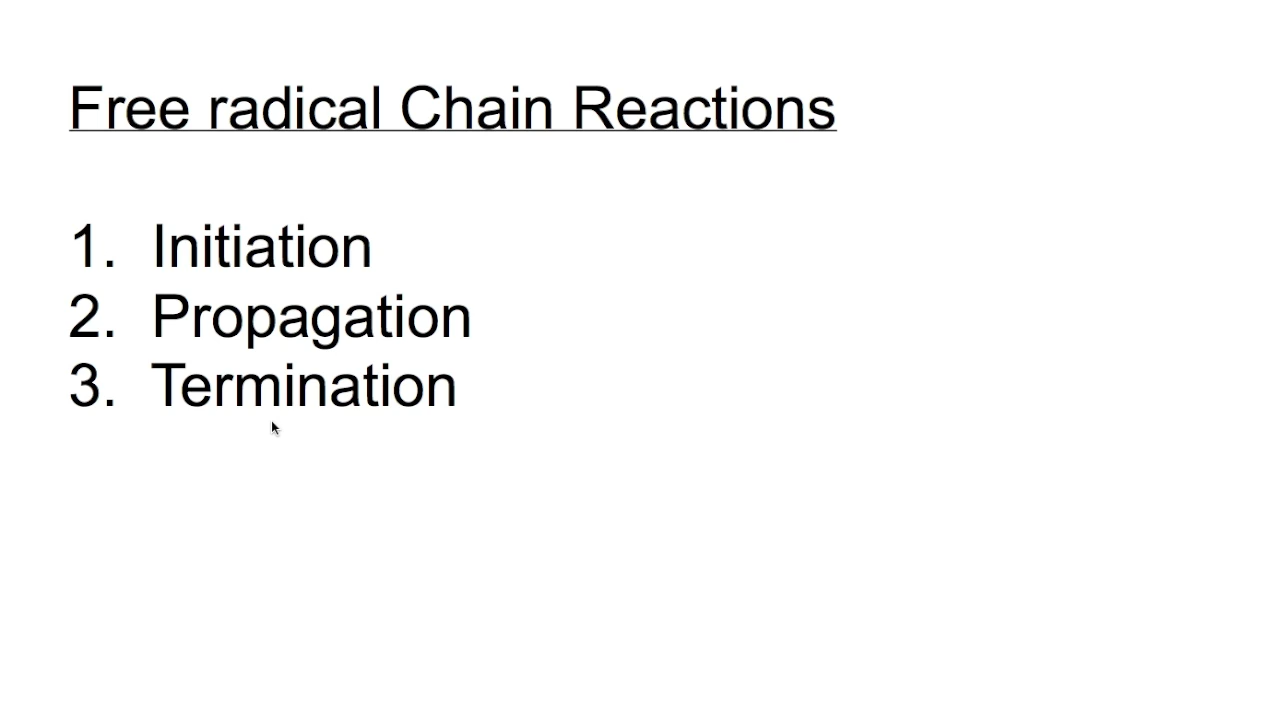 Free radical Chain Reactions
1. Initiation
2. Propagation
3. Termination